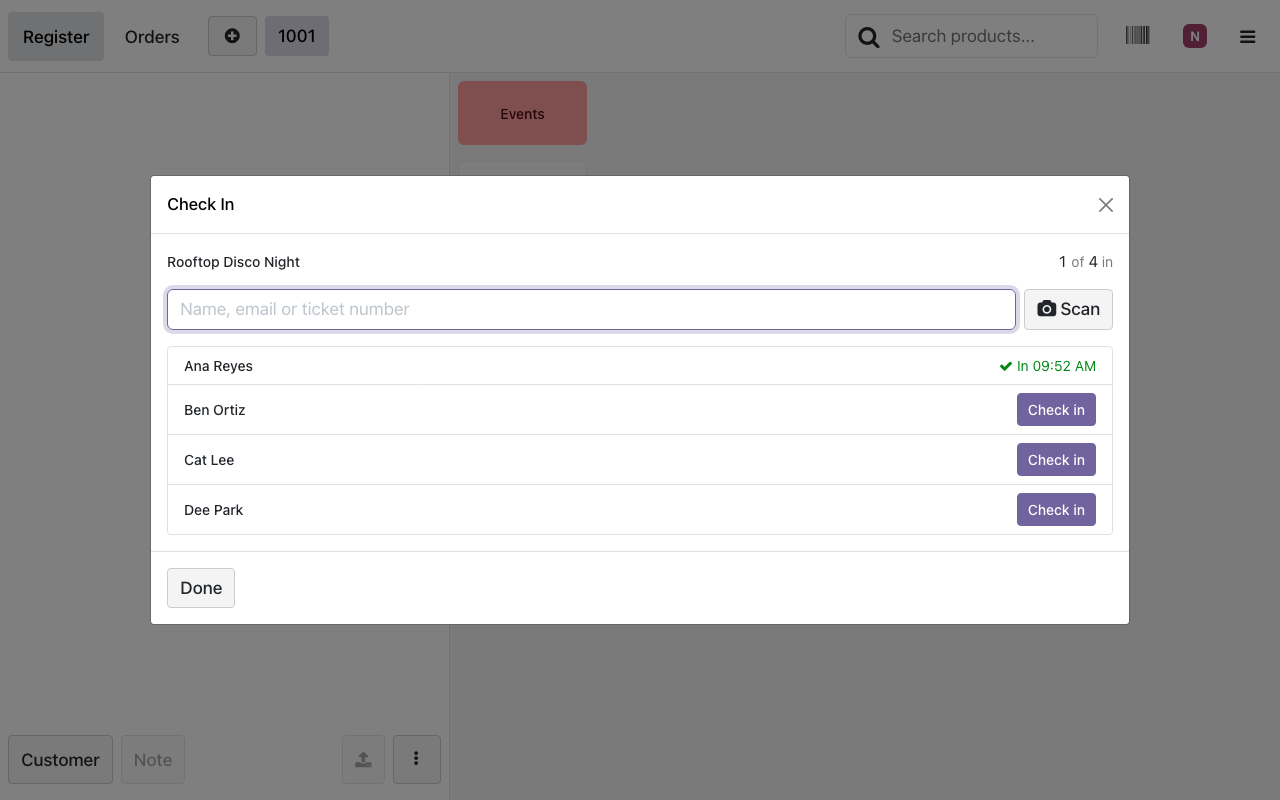 Register Orders 1001 Search products... N
Events
Check In
Rooftop Disco Night 1 of 4 in
Name, email or ticket number Scan
Ana Reyes In 09:52 AM
Ben Ortiz Check in
Cat Lee Check in
Dee Park Check in
Done
Customer Note